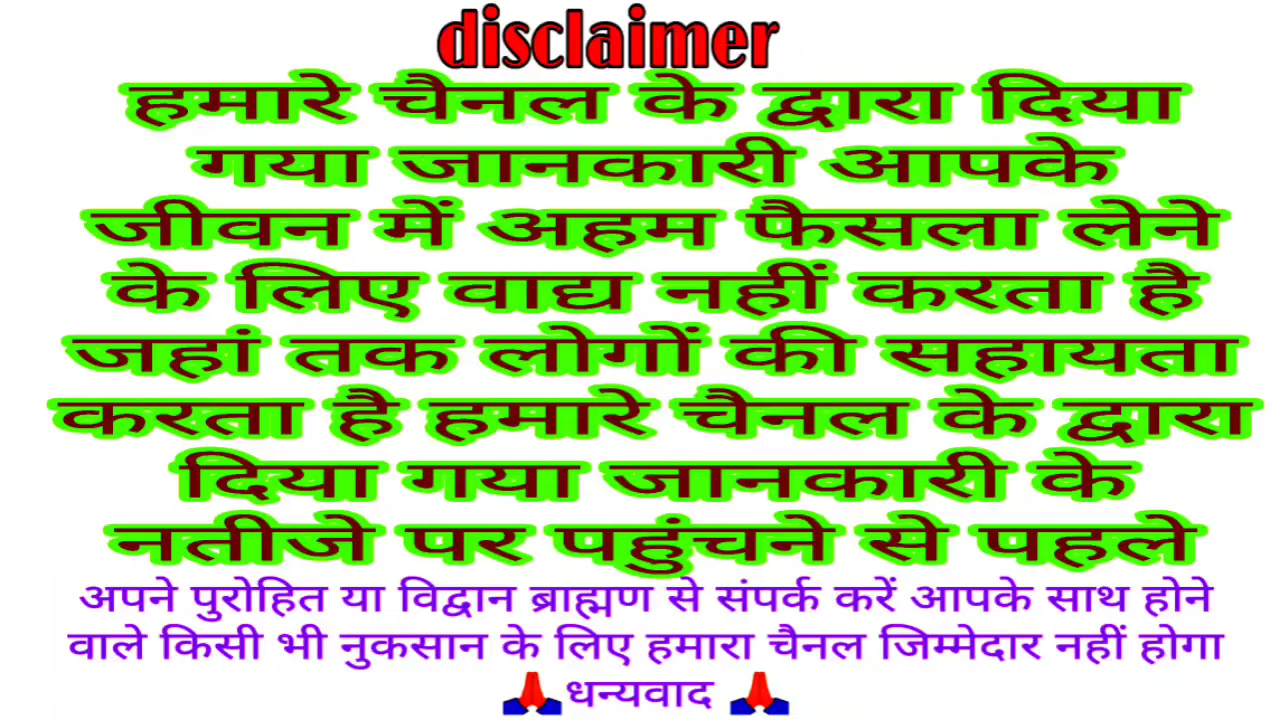 disclaimer
हमारे चैनल के द्वारा दिया
गया जानकारी आपके
जीवन में अहम फैसला लेने
के लिए वाद्य नहीं करता है
जहां तक लोगों की सहायता
करता है हमारे चैनल के द्वारा
दिया गया जानकारी के
नतीजे पर पहुंचने से पहले
अपने पुरोहित या विद्वान ब्राह्मण से संपर्क करें आपके साथ होने
वाले किसी भी नुकसान के लिए हमारा चैनल जिम्मेदार नहीं होगा
🙏धन्यवाद 🙏